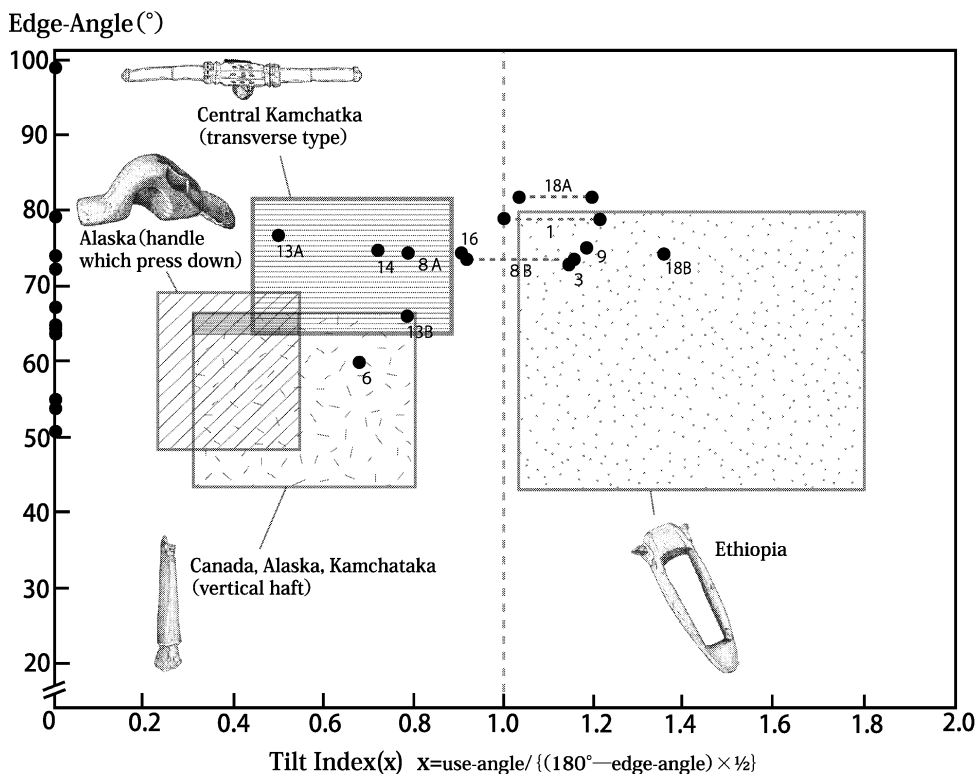 Edge-Angle(°)
100
90
80
70
60
50
40
30
20
0
Central Kamchatka
(transverse type)
Alaska(handle
which press down)
13A
14
8A
16
13B
6
18A
1
8B
3
9
18B
Canada, Alaska, Kamchataka
(vertical haft)
Ethiopia
0.2
0.4
0.6
0.8
1.0
1.2
1.4
1.6
1.8
2.0
Tilt Index(x) x=use-angle/{(180°—edge-angle)×½}